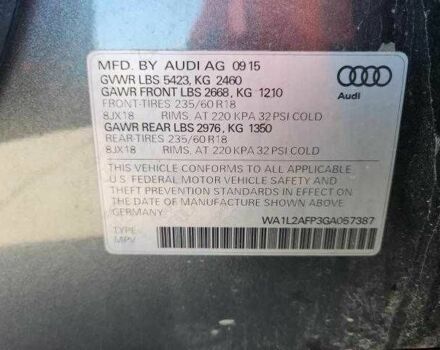 MFD. BY AUDI AG 09 15
GVWR LBS 5423, KG 2460
GAWR FRONT LBS 2668, KG 1210
FRONT-TIRES 235/60 R18
8JX18 RIMS, AT 220 KPA 32 PSI COLD
GAWR REAR LBS 2976, KG 1350
REAR-TIRES 235/60 R18
8JX18 RIMS, AT 220 KPA 32 PSI COLD
THIS VEHICLE CONFORMS TO ALL APPLICABLE
U.S. FEDERAL MOTOR VEHICLE SAFETY AND
THEFT PREVENTION STANDARDS IN EFFECT ON
THE DATE OF MANUFACTURE SHOWN ABOVE.
WA1L2AFP3GA057387
TYPE:
MPV
Audi